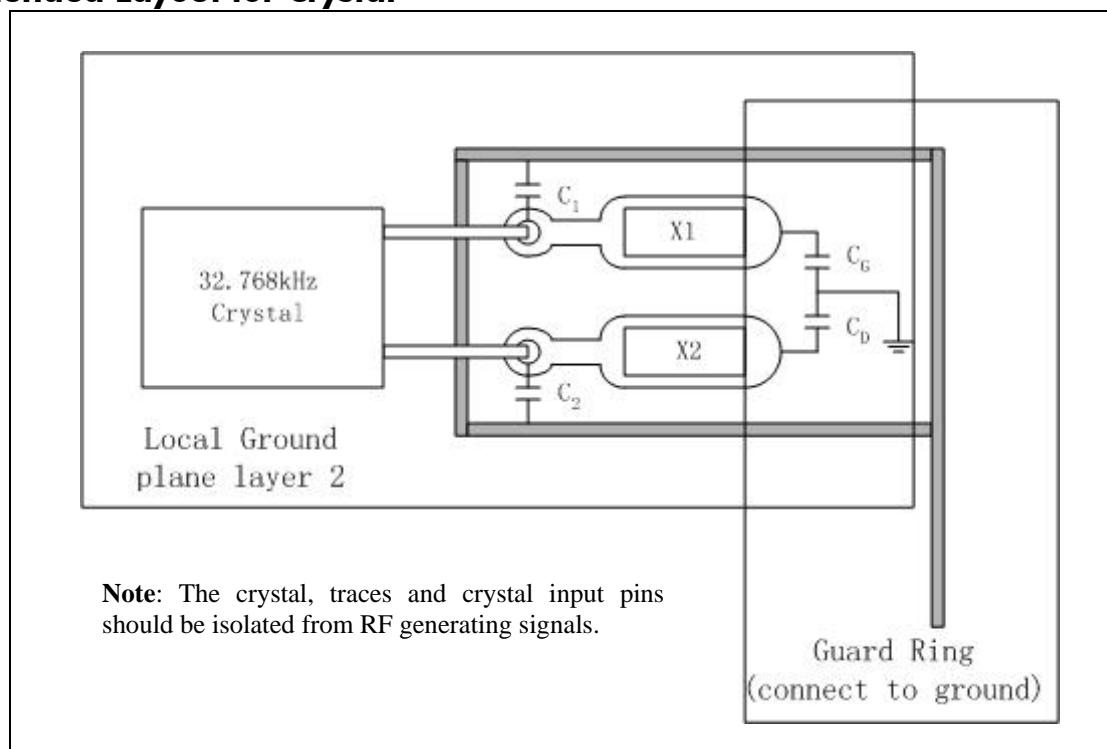 32.768kHz
Crystal
C1
X1
CG
X2
CD
C2
Local Ground
plane layer 2
Note: The crystal, traces and crystal input pins
should be isolated from RF generating signals.
Guard Ring
(connect to ground)